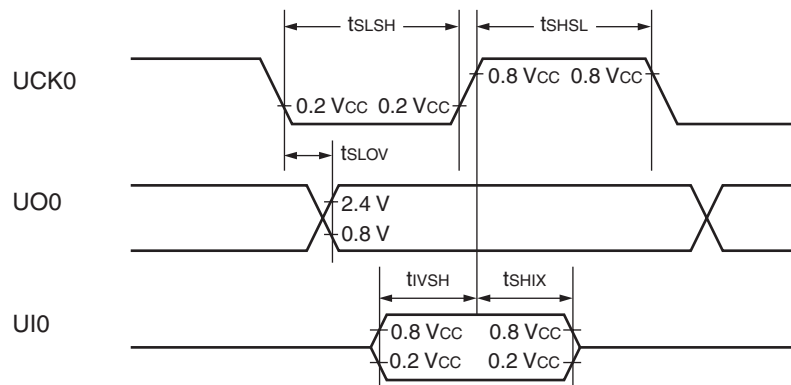 tSLSH tSHSL
UCK0
0.8 VCC 0.8 VCC
0.2 VCC 0.2 VCC
tSLOV
UO0
2.4 V
0.8 V
tIVSH tSHIX
UI0
0.8 VCC 0.8 VCC
0.2 VCC 0.2 VCC